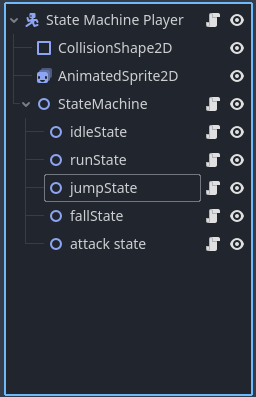 State Machine Player
CollisionShape2D
AnimatedSprite2D
StateMachine
idleState
runState
jumpState
fallState
attack state